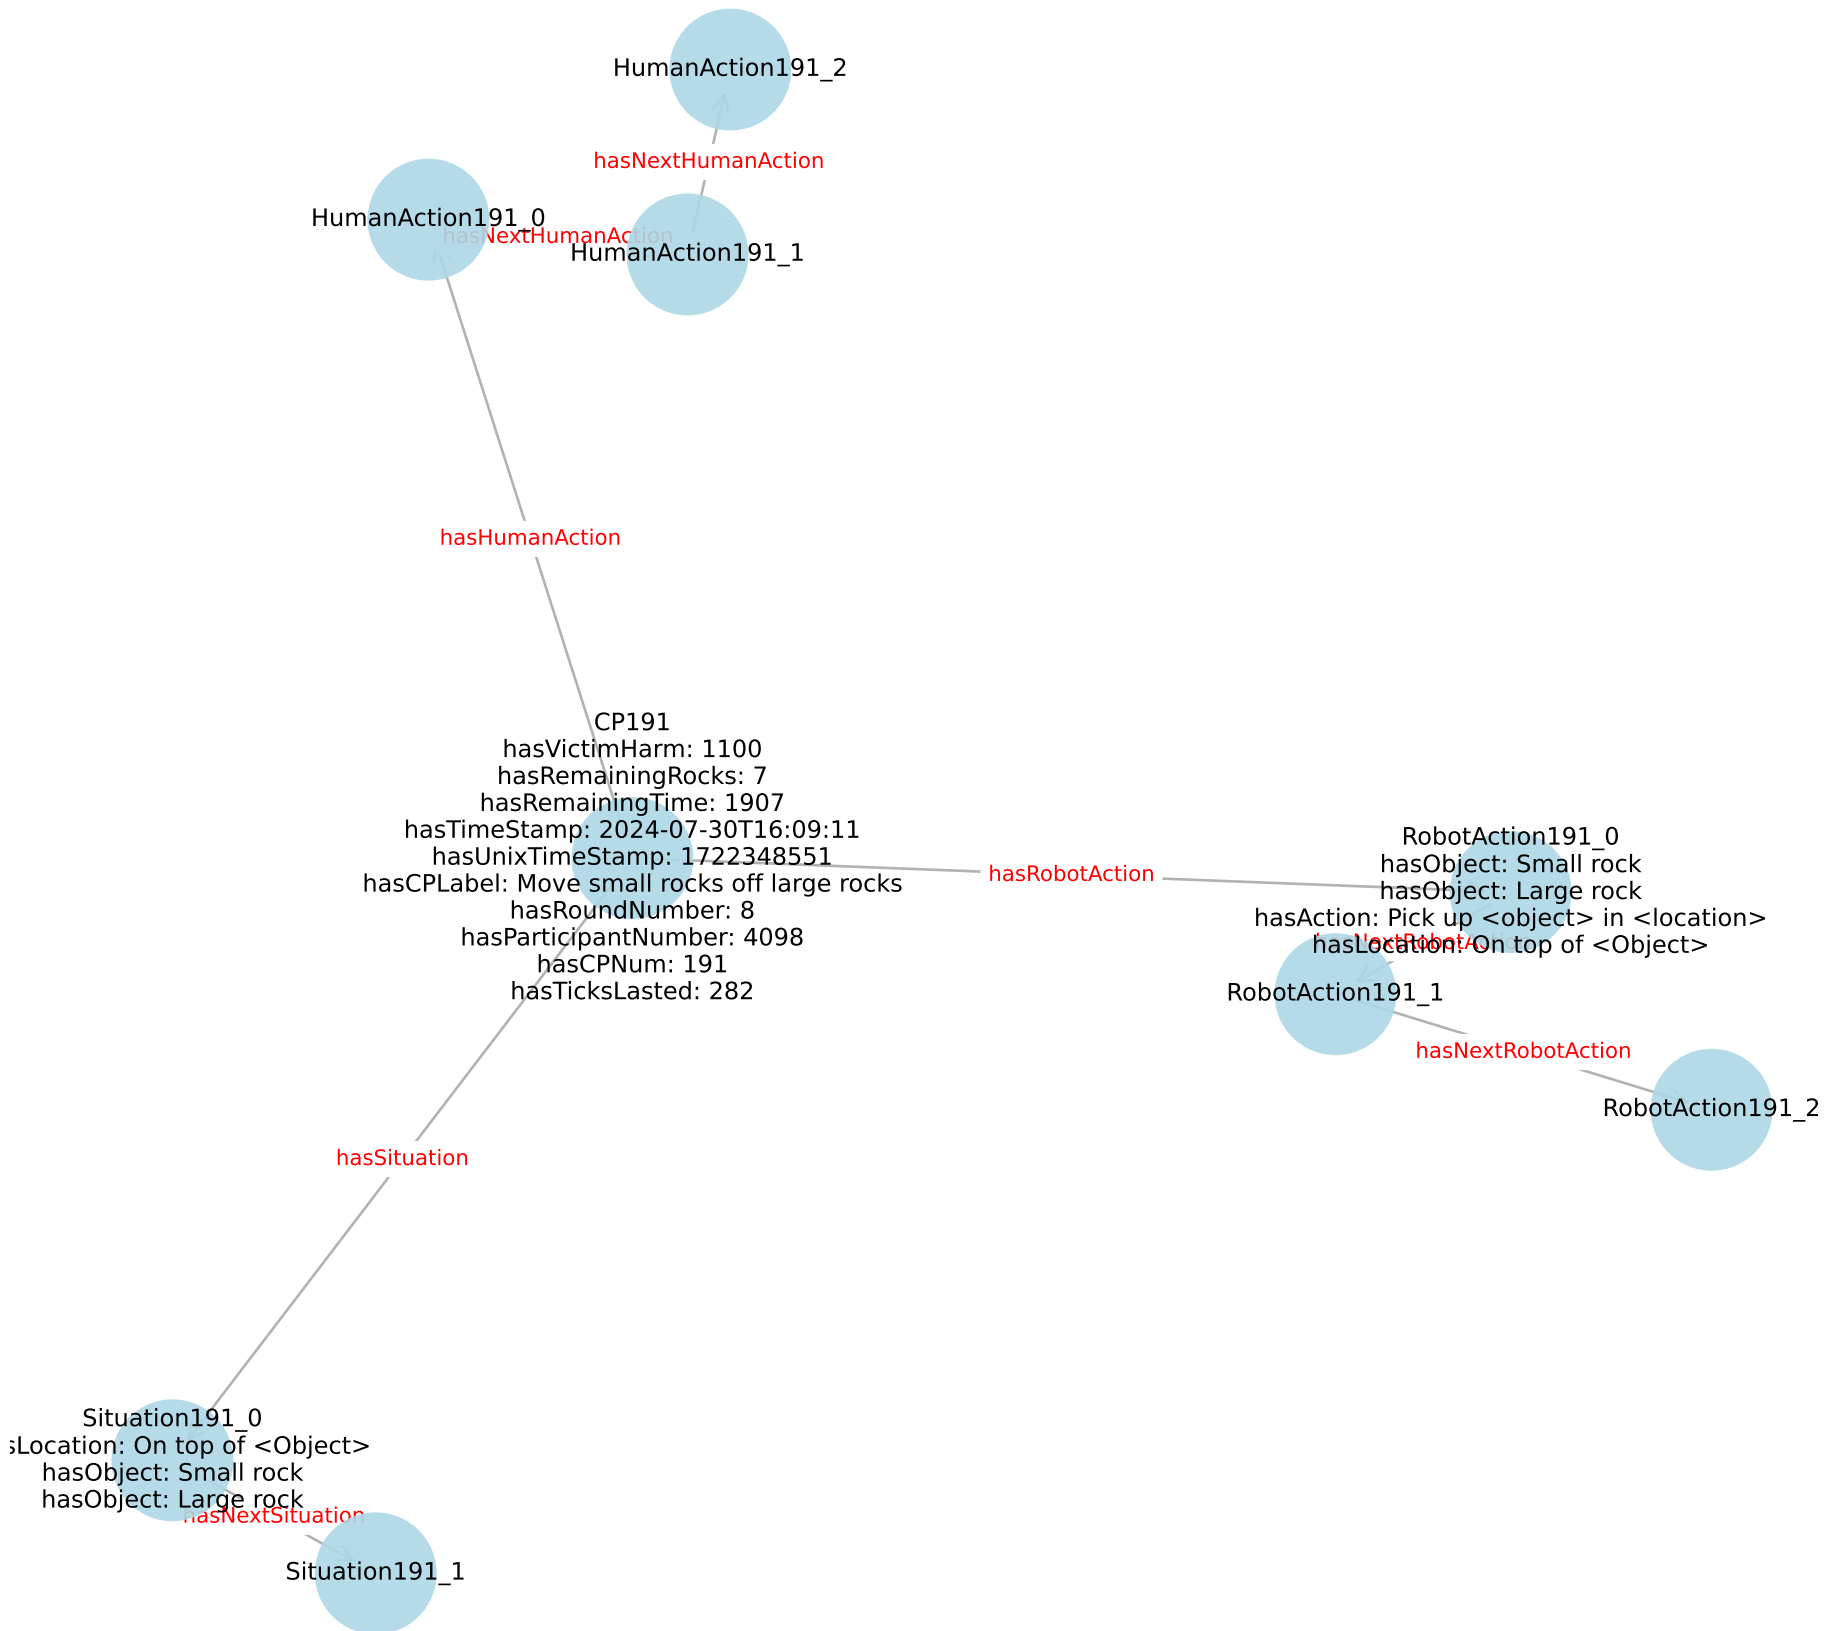 HumanAction191_2
hasNextHumanAction
HumanAction191_0
hasNextHumanAction
HumanAction191_1
hasHumanAction
CP191
hasVictimHarm: 1100
hasRemainingRocks: 7
hasRemainingTime: 1907
hasTimeStamp: 2024-07-30T16:09:11
hasUnixTimeStamp: 1722348551
hasCPLabel: Move small rocks off large rocks
hasRoundNumber: 8
hasParticipantNumber: 4098
hasCPNum: 191
hasTicksLasted: 282
hasRobotAction
RobotAction191_0
hasObject: Small rock
hasObject: Large rock
hasAction: Pick up <object> in <location>
hasLocation: On top of <Object>
hasNextRobotAction
RobotAction191_1
hasNextRobotAction
RobotAction191_2
hasSituation
Situation191_0
sLocation: On top of <Object>
hasObject: Small rock
hasObject: Large rock
hasNextSituation
Situation191_1